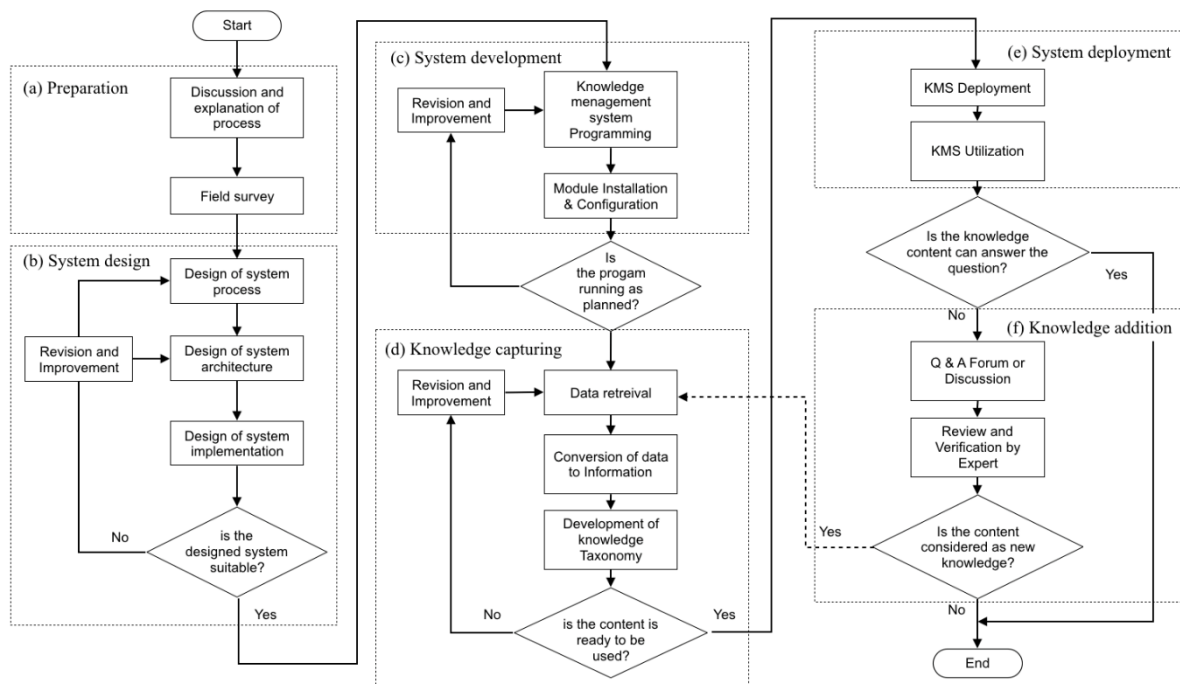 Start
(a) Preparation
Discussion and
explanation of
process
Field survey
(b) System design
Design of system
process
Revision and
Improvement
Design of system
architecture
Design of system
implementation
is the
designed system
suitable?
No
Yes
(c) System development
Revision and
Improvement
Knowledge
menagement
system
Programming
Module Installation
& Configuration
Is
the progam
running as
planned?
(d) Knowledge capturing
Revision and
Improvement
Data retreival
Conversion of data
to Information
Development of
knowledge
Taxonomy
is the content is
ready to be
used?
No
Yes
(e) System deployment
KMS Deployment
KMS Utilization
Is the knowledge
content can answer the
question?
Yes
No
(f) Knowledge addition
Q & A Forum or
Discussion
Review and
Verification by
Expert
Is the content
considered as new
knowledge?
Yes
No
End